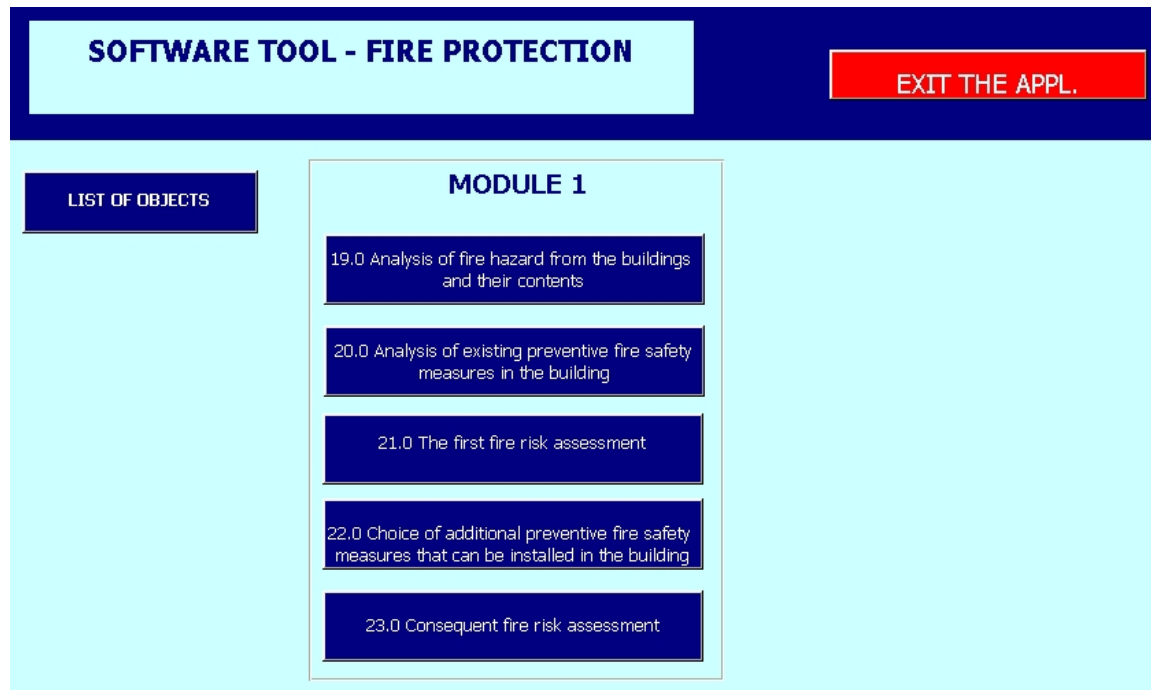 SOFTWARE TOOL - FIRE PROTECTION
EXIT THE APPL.
LIST OF OBJECTS
MODULE 1
19.0 Analysis of fire hazard from the buildings
and their contents
20.0 Analysis of existing preventive fire safety
measures in the building
21.0 The first fire risk assessment
22.0 Choice of additional preventive fire safety
measures that can be installed in the building
23.0 Consequent fire risk assessment